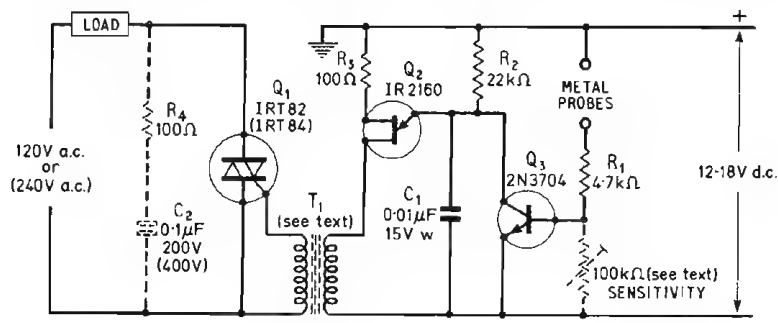 LOAD
R4
100Ω
120V a.c.
or
(240V a.c.)
C2
0·1µF
200V
(400V)
Q1
IRT82
(IRT84)
T1
(see text)
R3
100Ω
Q2
IR2160
R2
22kΩ
C1
0·01µF
15V w
Q3
2N3704
METAL
PROBES
R1
4·7kΩ
100kΩ(see text)
SENSITIVITY
+
12-18V d.c.